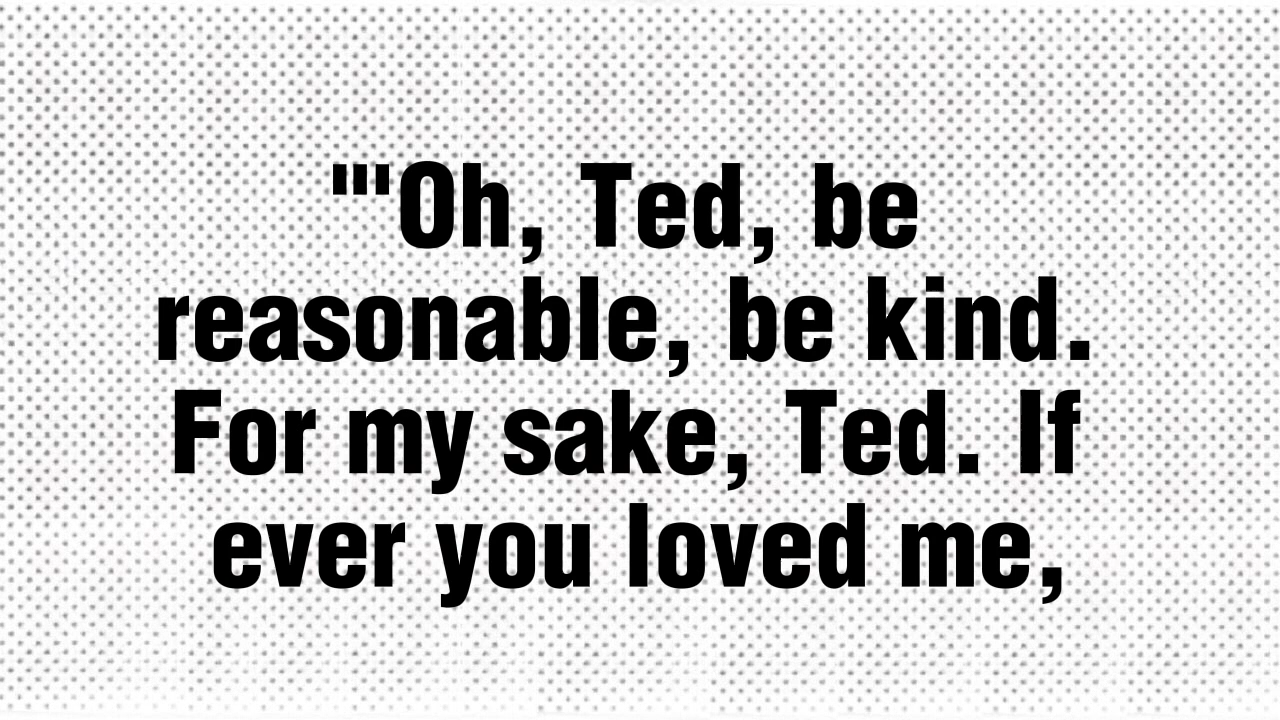 "'Oh, Ted, be
reasonable, be kind.
For my sake, Ted. If
ever you loved me,